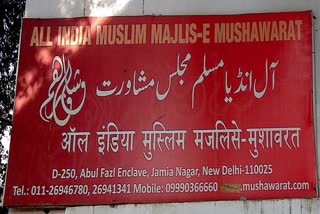 ALL INDIA MUSLIM MAJLIS-E MUSHAWARAT
آل انڈیا مسلم مجلس مشاورت
ऑल इंडिया मुस्लिम मजलिसे-मुशावरत
D-250, Abul Fazl Enclave, Jamia Nagar, New Delhi-110025
Tel.: 011-26946780, 26941341 Mobile: 09990366660 .mushawarat.com